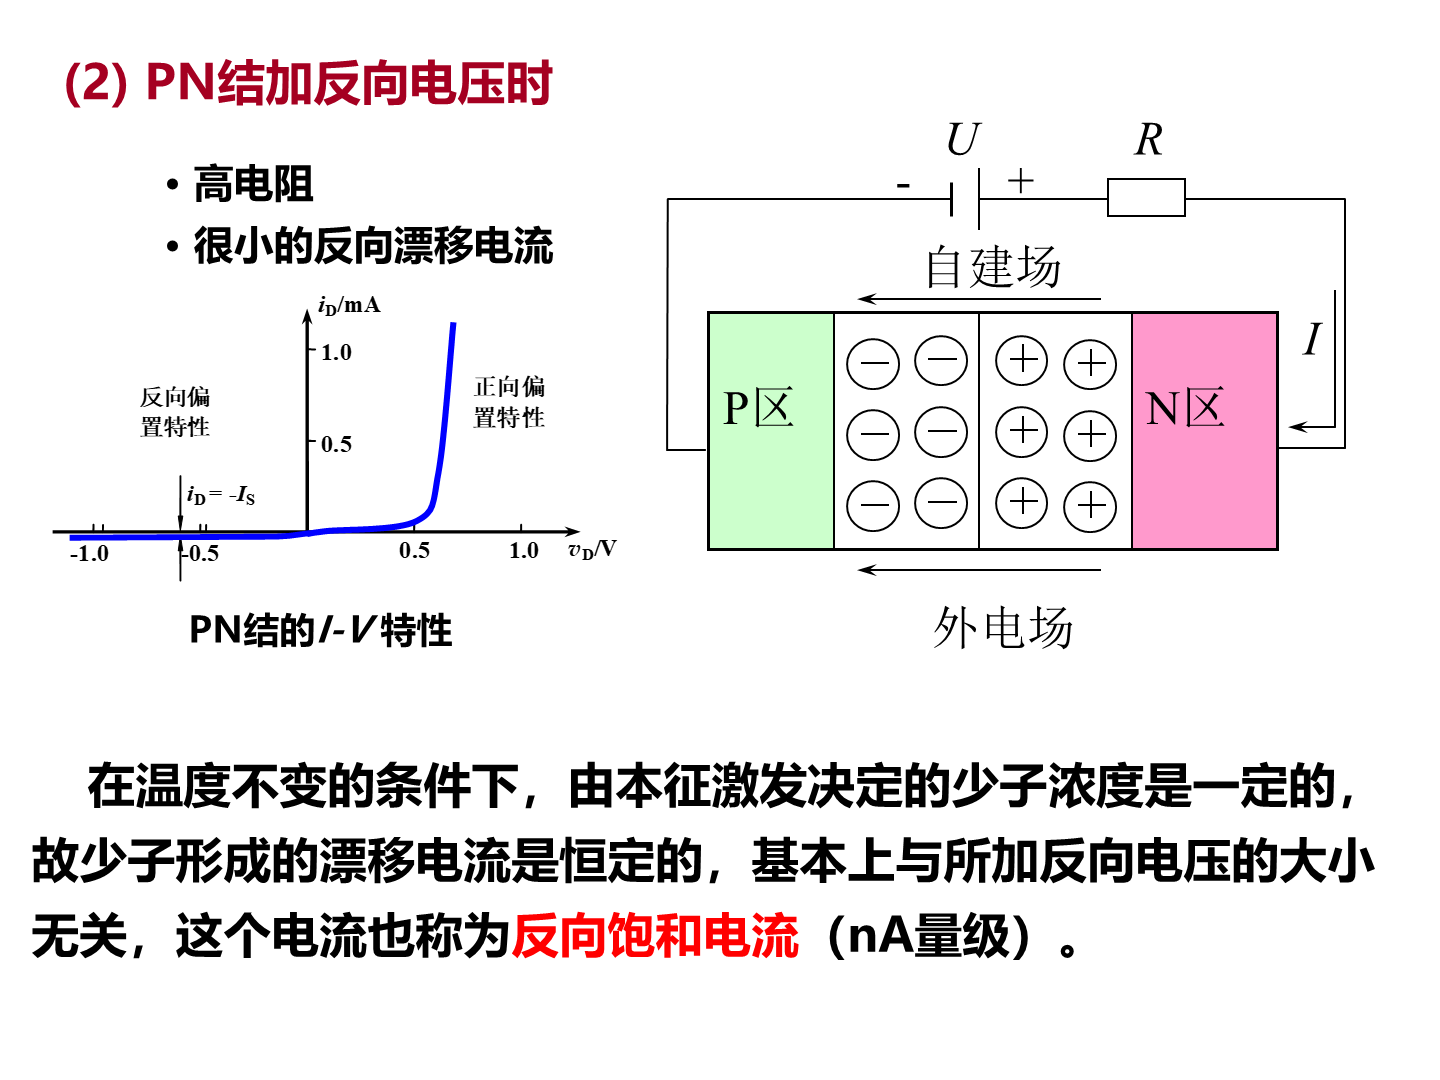 (2) PN结加反向电压时
• 高电阻
• 很小的反向漂移电流
iD/mA
1.0
0.5
反向偏
置特性
正向偏
置特性
iD = -IS
-1.0
-0.5
0.5
1.0
vD/V
PN结的I-V特性
U
R
-
+
自建场
I
P区
N区
外电场
在温度不变的条件下，由本征激发决定的少子浓度是一定的，
故少子形成的漂移电流是恒定的，基本上与所加反向电压的大小
无关，这个电流也称为反向饱和电流（nA量级）。